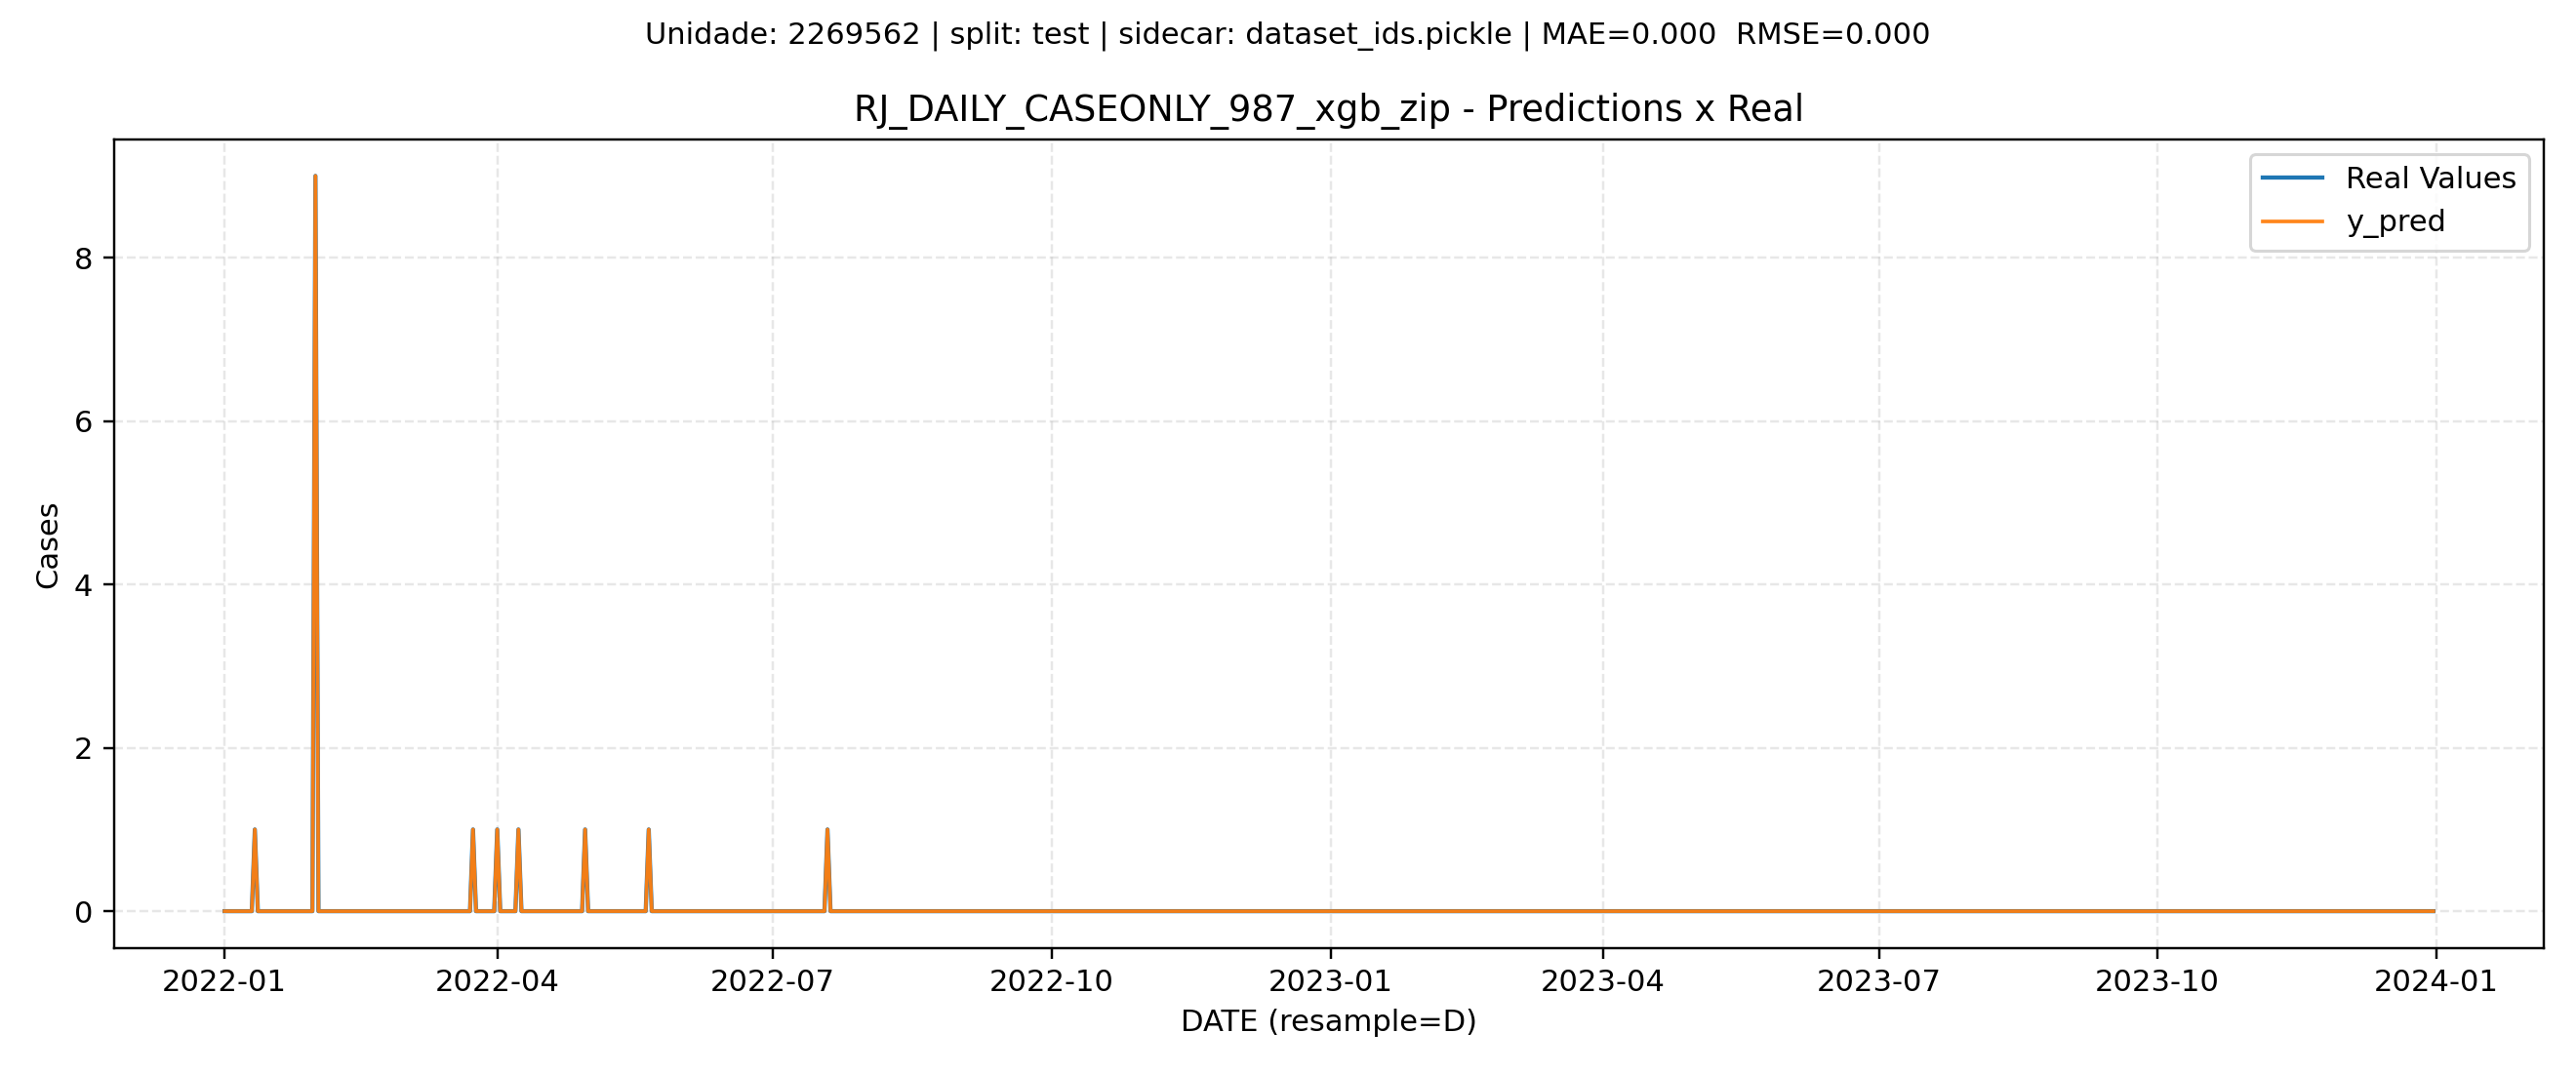 Unidade: 2269562 | split: test | sidecar: dataset_ids.pickle | MAE=0.000  RMSE=0.000
RJ_DAILY_CASEONLY_987_xgb_zip - Predictions x Real
Real Values
y_pred
Cases
8
6
4
2
0
2022-01 2022-04 2022-07 2022-10 2023-01 2023-04 2023-07 2023-10 2024-01
DATE (resample=D)